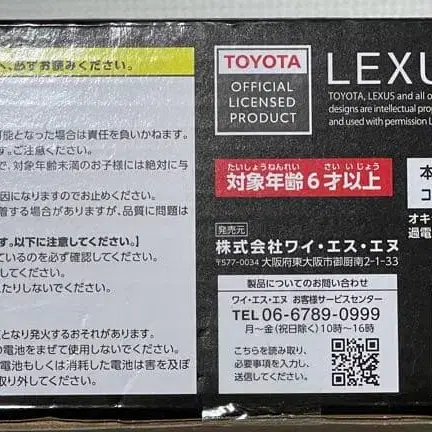 、必ずお読みください。
可能となった場合は責任を負いかねます。
す。ご注意ください。
で、対象年齢未満のお子様には絶対に与
因になりますのでお止めください。
着する場合がありますが、品質に問題は
す。以下に注意してください。】
ているのを必ず確認してください。
たりしないでください。
となり発火するおそれがあります。
の電池をまぜて使用しないでください。
電池もしくは消耗した電池は害を及ぼ
取り外してください。
TOYOTA
OFFICIAL
LICENSED
PRODUCT
LEXU
TOYOTA, LEXUS and all o
designs are intellectual prop
and used with permission L
たいしょうねんれい さい いじょう
対象年齢6才以上
発売元
株式会社ワイ・エス・エヌ
〒577-0034 大阪府東大阪市御厨南2-1-33
製品についてのお問い合わせ
ワイ・エス・エヌ お客様サービスセンター
TEL 06-6789-0999
月〜金(祝日除く)10時〜16時
こちらを読み取り、
必要事項を入力し、
送信してください。
本
コ
オキ
過電